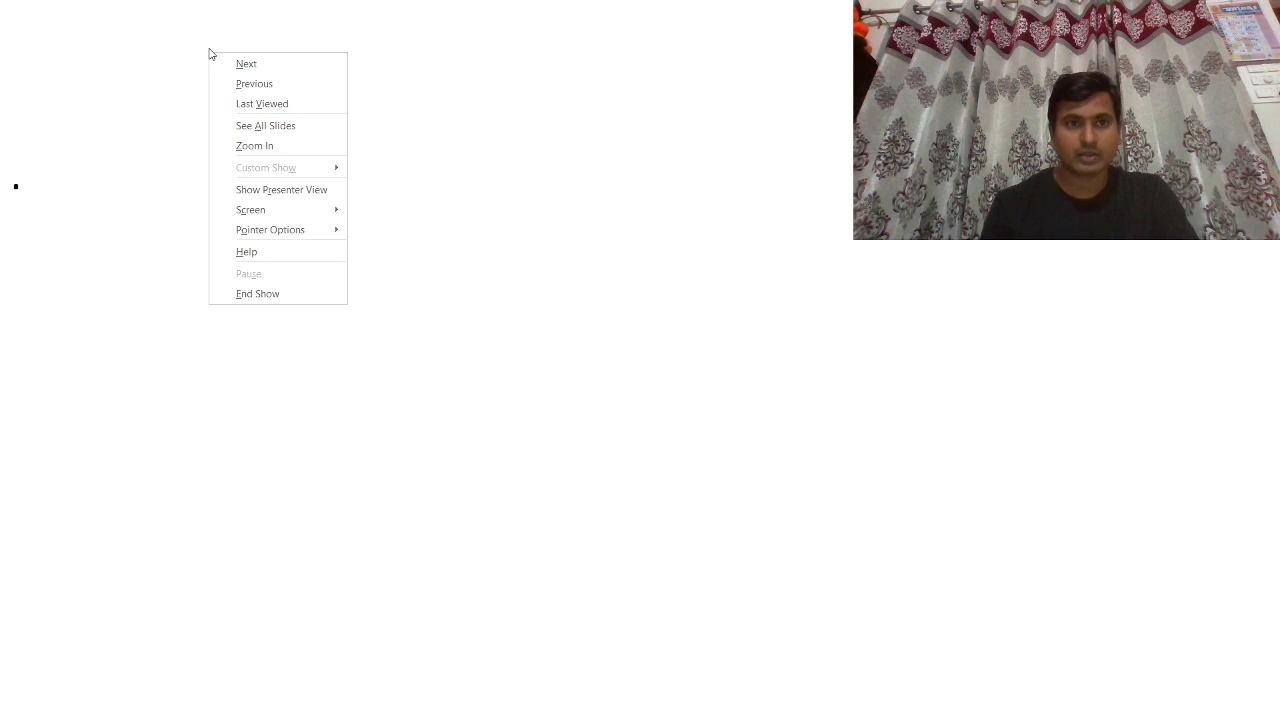 Next
Previous
Last Viewed
See All Slides
Zoom In
Custom Show
Show Presenter View
Screen
Pointer Options
Help
Pause
End Show